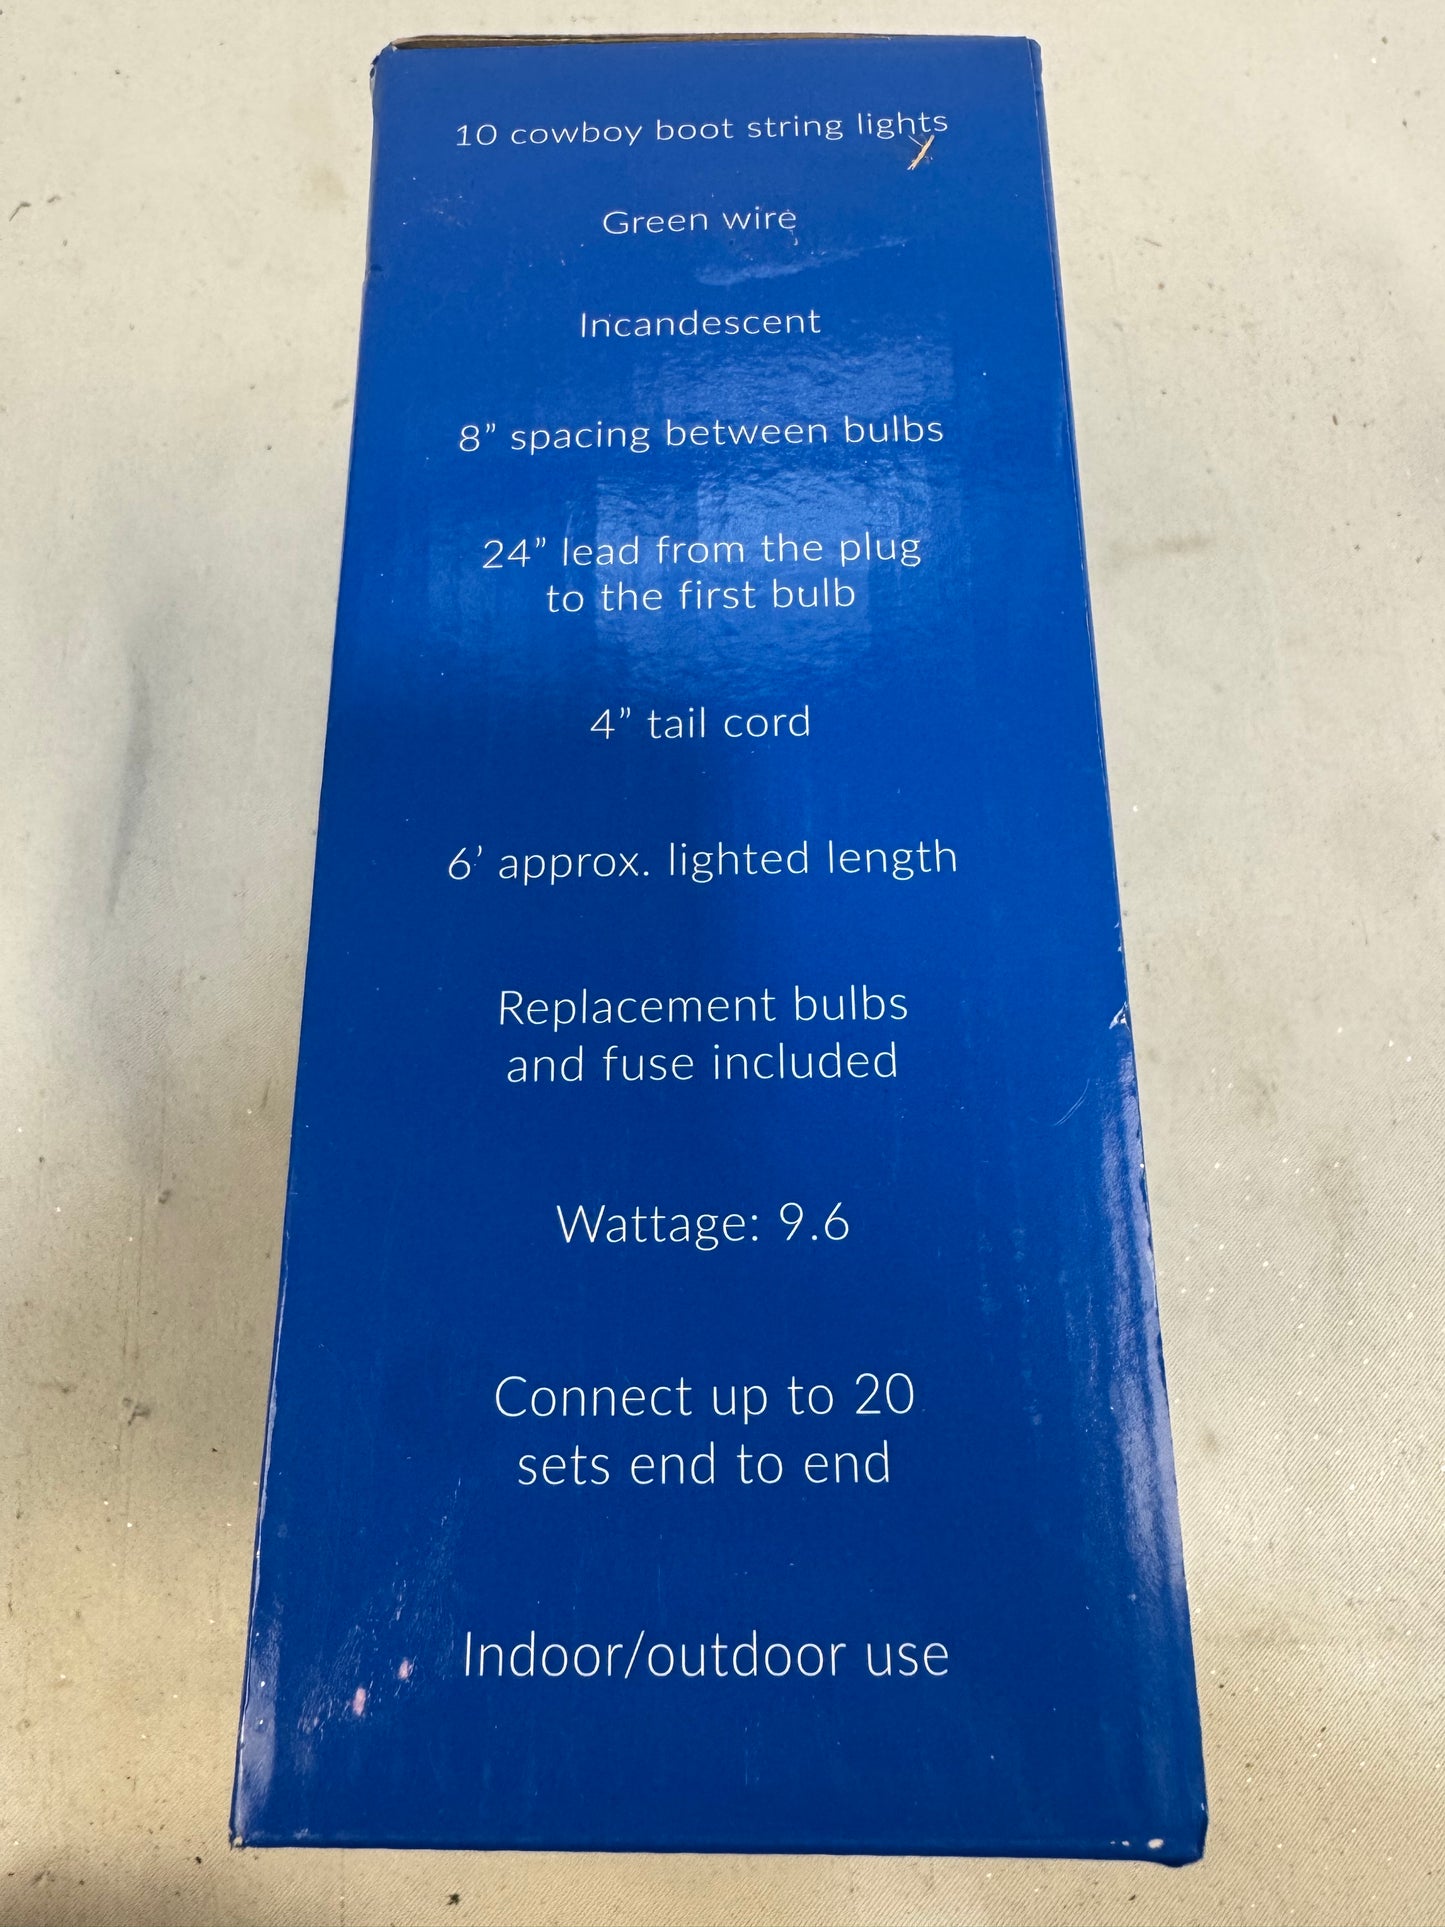 10 cowboy boot string lights
Green wire
Incandescent
8” spacing between bulbs
24” lead from the plug
to the first bulb
4” tail cord
6’ approx. lighted length
Replacement bulbs
and fuse included
Wattage: 9.6
Connect up to 20
sets end to end
Indoor/outdoor use